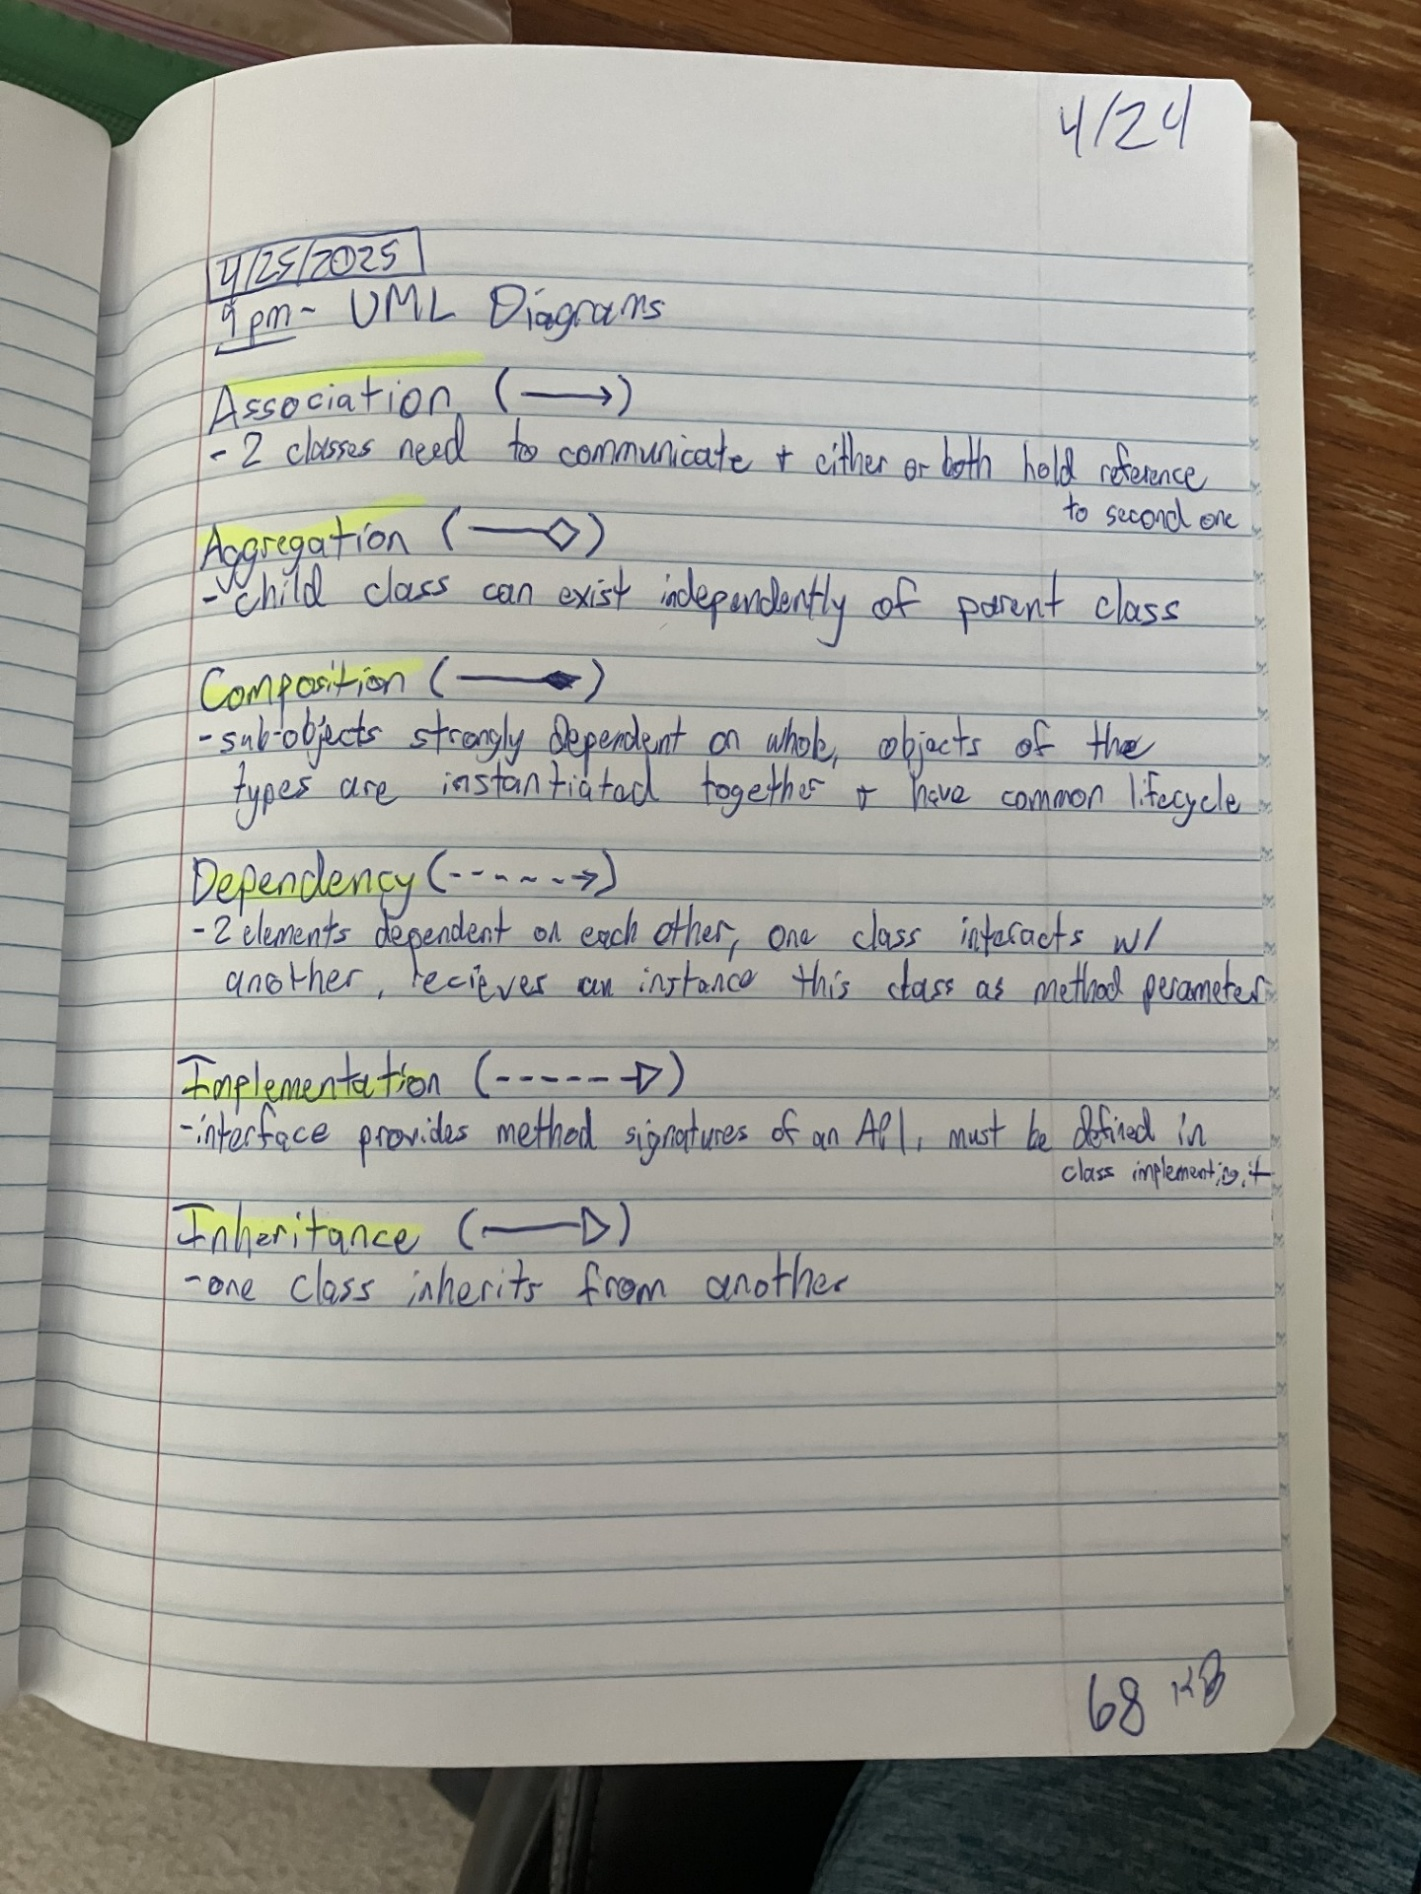 4/24
4/25/2025
9pm- UML Diagrams
Association (⟶)
- 2 classes need to communicate + either or both hold reference
to second one
Aggregation (—◇)
- child class can exist independently of parent class
Composition (—◆)
- sub-objects strongly dependent on whole, objects of the
types are instantiated together + have common lifecycle
Dependency (----->)
- 2 elements dependent on each other, one class interacts w/
another, recieves an instance this class as method perameter
Implementation (-----▷)
- interface provides method signatures of an API, must be defined in
class implementing it
Inheritance (—▷)
- one class inherits from another
68